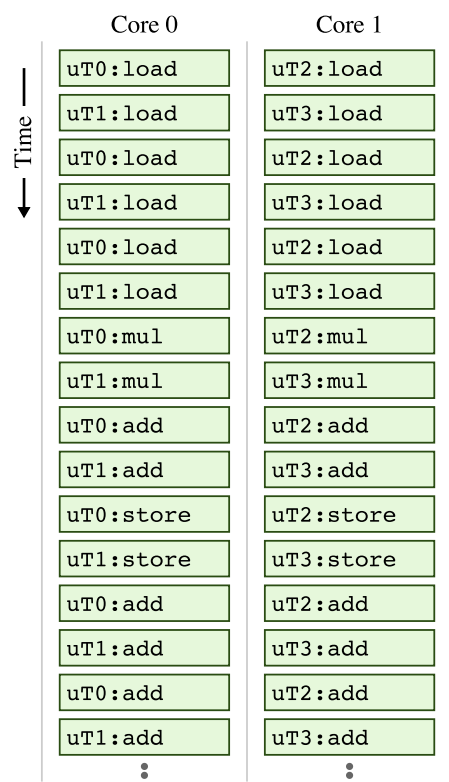 Core 0 Core 1
Time
uT0:load uT2:load
uT1:load uT3:load
uT0:load uT2:load
uT1:load uT3:load
uT0:load uT2:load
uT1:load uT3:load
uT0:mul uT2:mul
uT1:mul uT3:mul
uT0:add uT2:add
uT1:add uT3:add
uT0:store uT2:store
uT1:store uT3:store
uT0:add uT2:add
uT1:add uT3:add
uT0:add uT2:add
uT1:add uT3:add